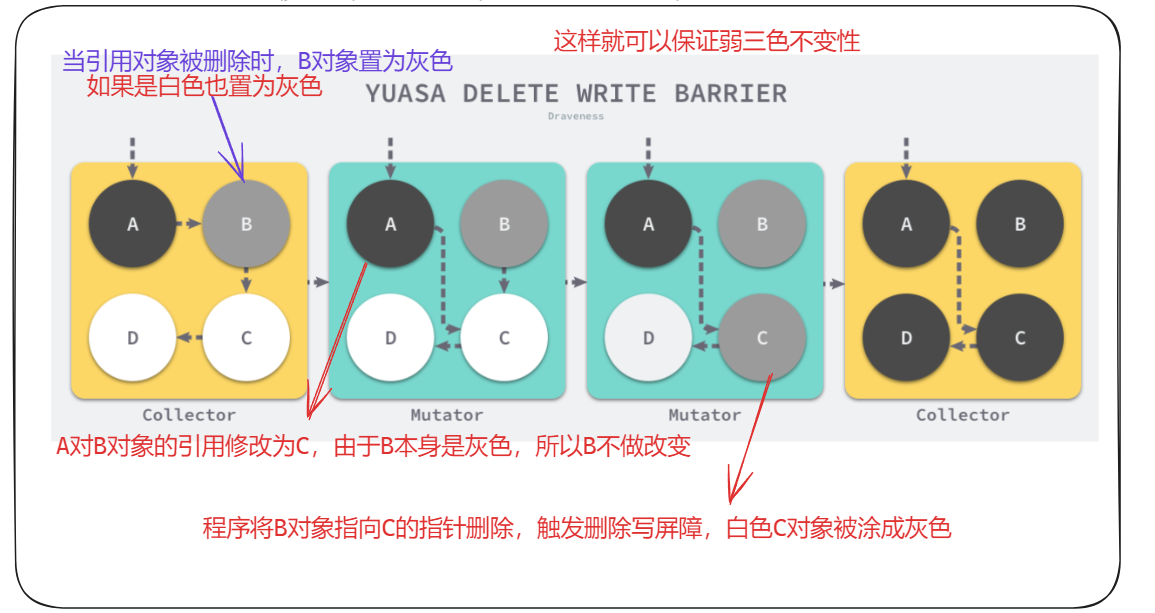 这样就可以保证弱三色不变性
当引用对象被删除时，B对象置为灰色
如果是白色也置为灰色
YUASA DELETE WRITE BARRIER
Draveness
A
B
A
B
A
B
A
B
D
C
D
C
D
C
D
C
Collector
Mutator
Mutator
Collector
A对B对象的引用修改为C，由于B本身是灰色，所以B不做改变
程序将B对象指向C的指针删除，触发删除写屏障，白色C对象被涂成灰色